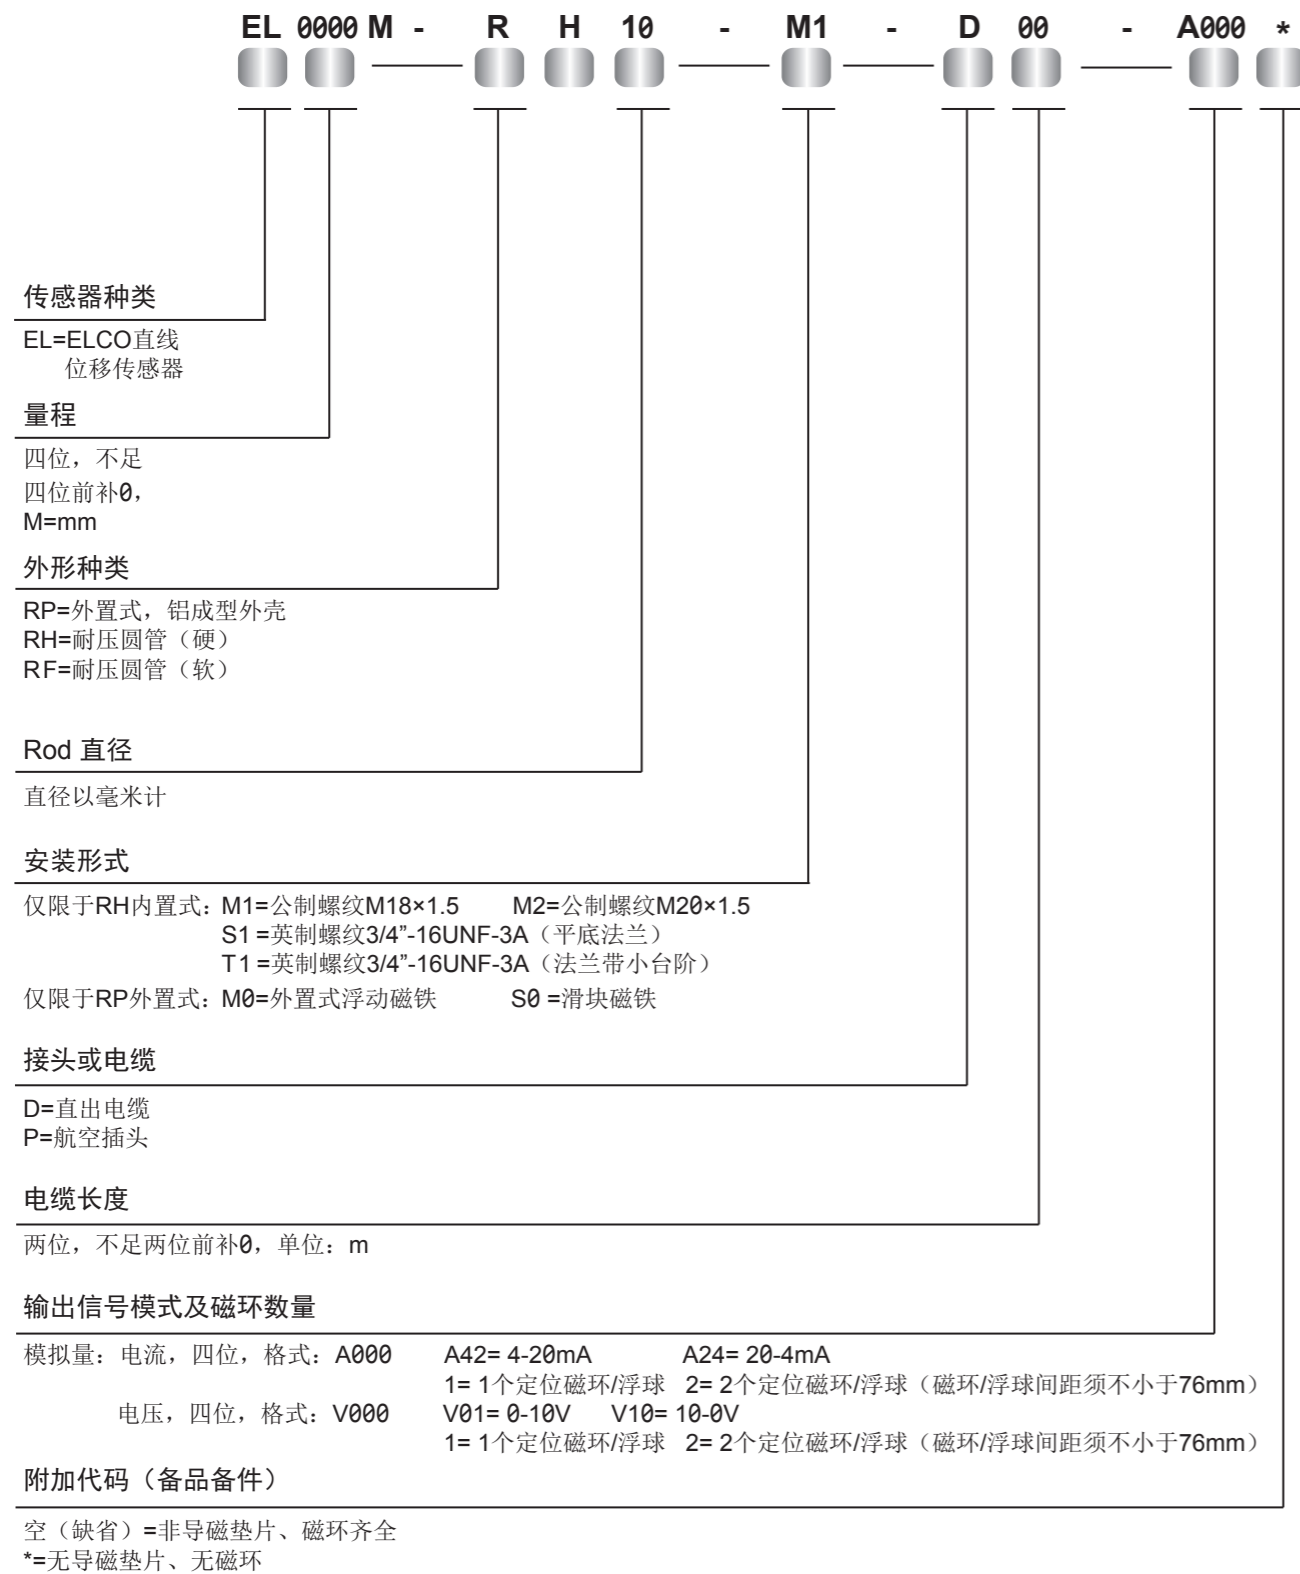 EL 0000 M - R H 10 - M1 - D 00 - A000 *
传感器种类
EL=ELCO直线
位移传感器
量程
四位，不足
四位前补0，
M=mm
外形种类
RP=外置式，铝成型外壳
RH=耐压圆管（硬）
RF=耐压圆管（软）
Rod 直径
直径以毫米计
安装形式
仅限于RH内置式：M1=公制螺纹M18×1.5 M2=公制螺纹M20×1.5
S1 =英制螺纹3/4”-16UNF-3A（平底法兰）
T1 =英制螺纹3/4”-16UNF-3A（法兰带小台阶）
仅限于RP外置式：M0=外置式浮动磁铁 S0 =滑块磁铁
接头或电缆
D=直出电缆
P=航空插头
电缆长度
两位，不足两位前补0，单位：m
输出信号模式及磁环数量
模拟量：电流，四位，格式：A000 A42= 4-20mA A24= 20-4mA
1= 1个定位磁环/浮球 2= 2个定位磁环/浮球（磁环/浮球间距须不小于76mm）
电压，四位，格式：V000 V01= 0-10V V10= 10-0V
1= 1个定位磁环/浮球 2= 2个定位磁环/浮球（磁环/浮球间距须不小于76mm）
附加代码（备品备件）
空（缺省）=非导磁垫片、磁环齐全
*=无导磁垫片、无磁环